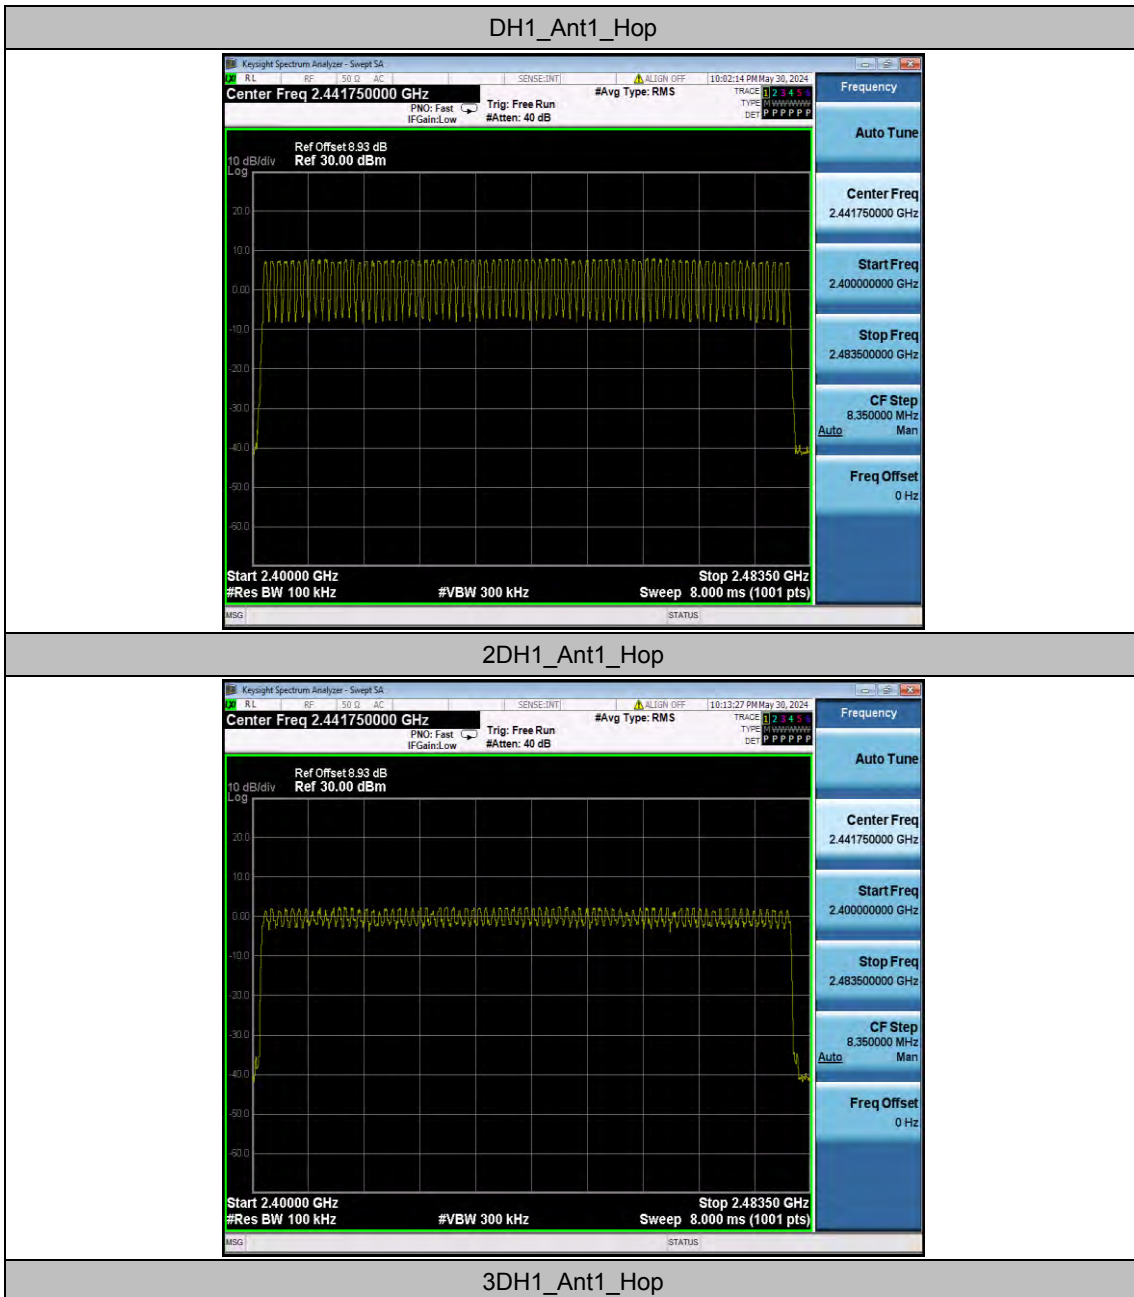 DH1_Ant1_Hop
Keysight Spectrum Analyzer - Swept SA
RL RF 50 Ω AC SENSE:INT ALIGN OFF 10:02:14 PM May 30, 2024
Center Freq 2.441750000 GHz #Avg Type: RMS TRACE 1 2 3 4 5 6
PNO: Fast Trig: Free Run TYPE M WWWWW
IFGain:Low #Atten: 40 dB DET P P P P P P
Frequency
Auto Tune
Ref Offset 8.93 dB
10 dB/div Ref 30.00 dBm
Log
20.0
10.0
0.00
-10.0
-20.0
-30.0
-40.0
-50.0
-60.0
Center Freq
2.441750000 GHz
Start Freq
2.400000000 GHz
Stop Freq
2.483500000 GHz
CF Step
8.350000 MHz
Auto Man
Freq Offset
0 Hz
Start 2.40000 GHz Stop 2.48350 GHz
#Res BW 100 kHz #VBW 300 kHz Sweep 8.000 ms (1001 pts)
MSG STATUS
2DH1_Ant1_Hop
Keysight Spectrum Analyzer - Swept SA
RL RF 50 Ω AC SENSE:INT ALIGN OFF 10:13:27 PM May 30, 2024
Center Freq 2.441750000 GHz #Avg Type: RMS TRACE 1 2 3 4 5 6
PNO: Fast Trig: Free Run TYPE M WWWWW
IFGain:Low #Atten: 40 dB DET P P P P P P
Frequency
Auto Tune
Ref Offset 8.93 dB
10 dB/div Ref 30.00 dBm
Log
20.0
10.0
0.00
-10.0
-20.0
-30.0
-40.0
-50.0
-60.0
Center Freq
2.441750000 GHz
Start Freq
2.400000000 GHz
Stop Freq
2.483500000 GHz
CF Step
8.350000 MHz
Auto Man
Freq Offset
0 Hz
Start 2.40000 GHz Stop 2.48350 GHz
#Res BW 100 kHz #VBW 300 kHz Sweep 8.000 ms (1001 pts)
MSG STATUS
3DH1_Ant1_Hop